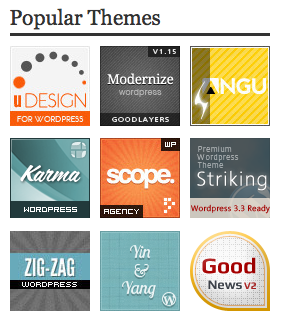 Popular Themes
uDESIGN
FOR WORDPRESS
V1.15
Modernize
wordpress
GOODLAYERS
ANGU
Karma
WORDPRESS
WP
scope.
AGENCY
Premium
Wordpress
Theme
Striking
Wordpress 3.3 Ready
ZIG-ZAG
WORDPRESS
Yin
&
Yang
W
Good
News V2